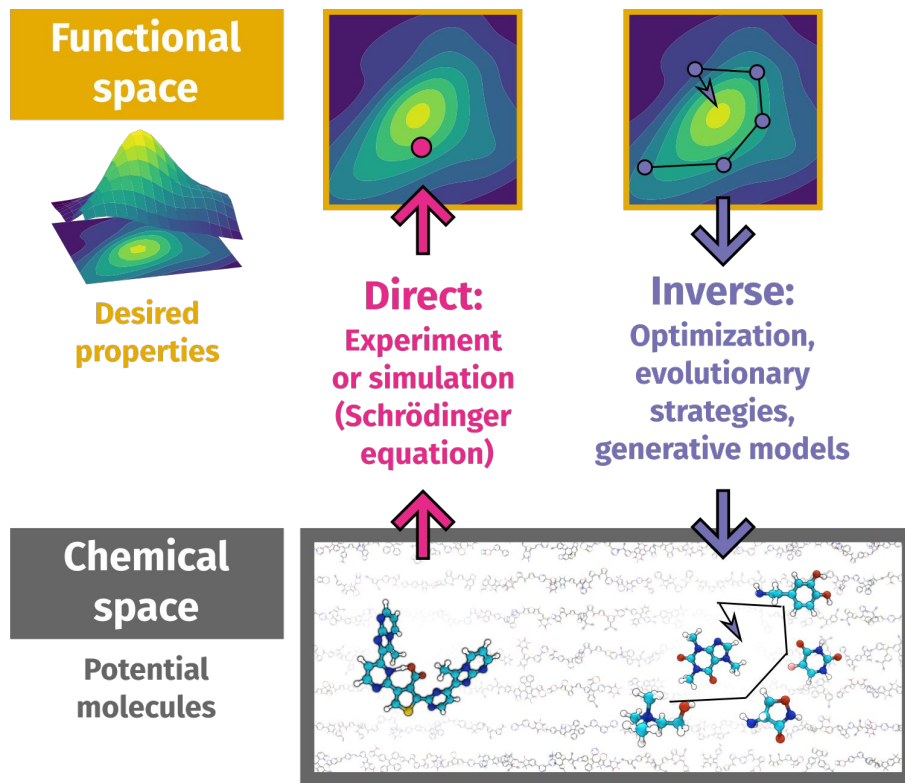 Functional
space
Desired
properties
Direct:
Experiment
or simulation
(Schrödinger
equation)
Inverse:
Optimization,
evolutionary
strategies,
generative models
Chemical
space
Potential
molecules